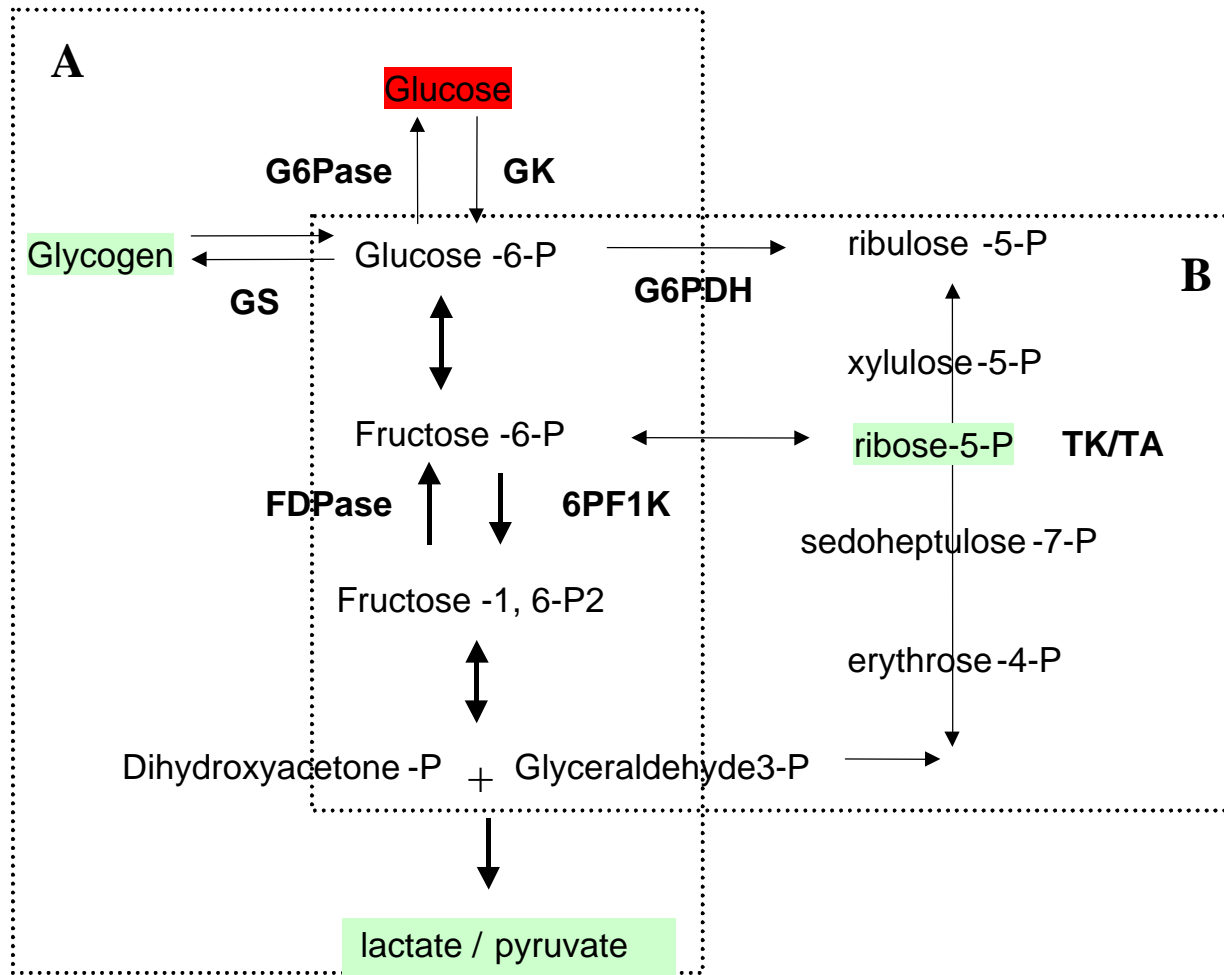 A
Glucose
G6Pase GK
Glycogen Glucose -6-P ribulose -5-P
GS G6PDH B
xylulose-5-P
Fructose -6-P ribose-5-P TK/TA
FDPase 6PF1K
sedoheptulose-7-P
Fructose -1, 6-P2
erythrose-4-P
Dihydroxyacetone-P + Glyceraldehyde3-P
lactate / pyruvate